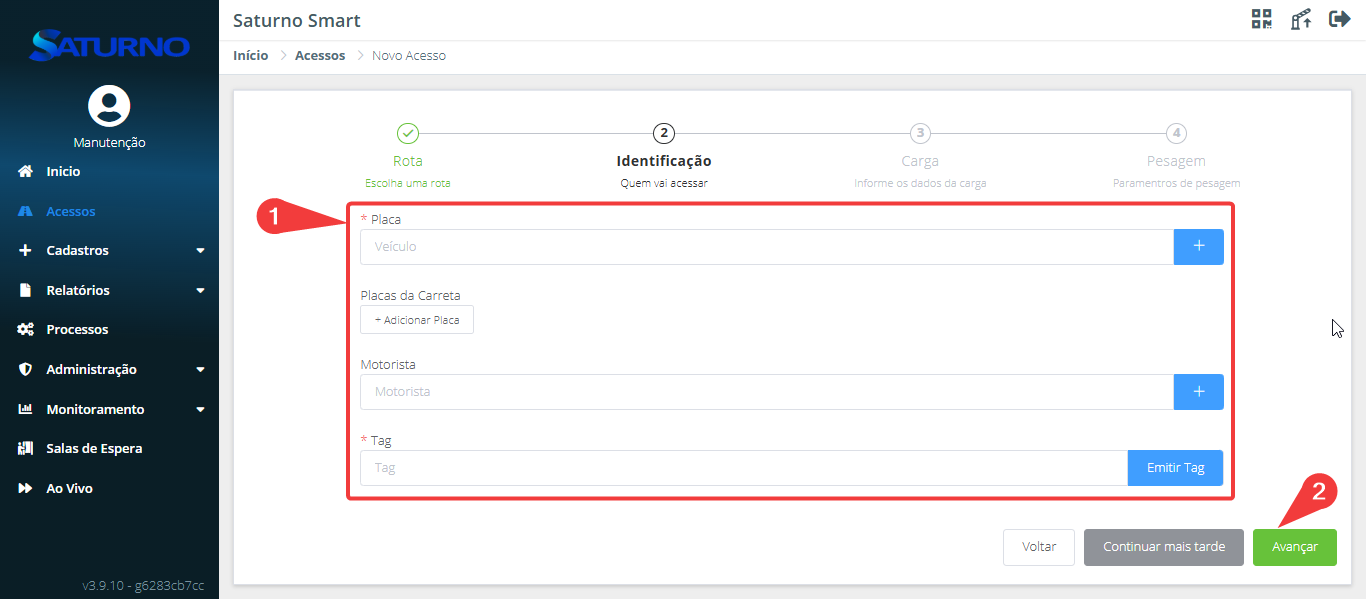 SATURNO
Manutenção
Inicio
Acessos
Cadastros
Relatórios
Processos
Administração
Monitoramento
Salas de Espera
Ao Vivo
v3.9.10 - g6283cb7cc
Saturno Smart
Início > Acessos > Novo Acesso
2 3 4
Rota Identificação Carga Pesagem
Escolha uma rota Quem vai acessar Informe os dados da carga Paramentros de pesagem
1
* Placa
Veículo +
Placas da Carreta
+ Adicionar Placa
Motorista
Motorista +
* Tag
Tag Emitir Tag
2
Voltar Continuar mais tarde Avançar